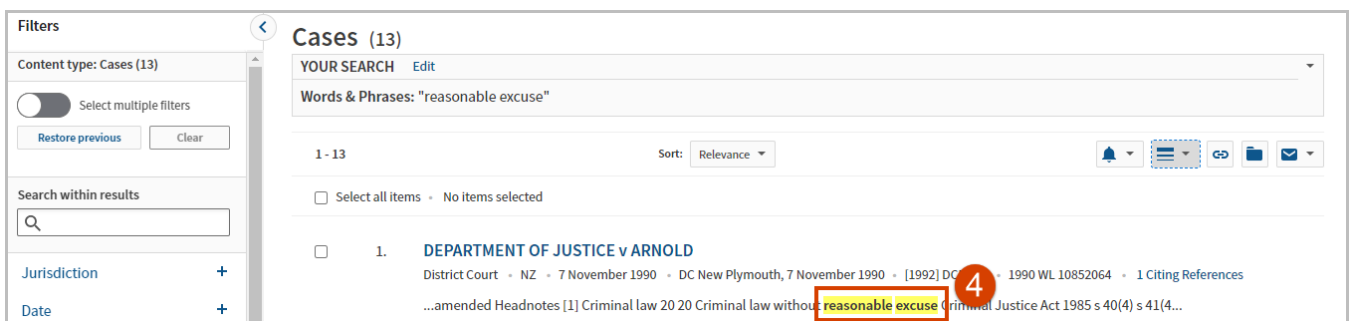 Filters
Content type: Cases (13)
Select multiple filters
Restore previous
Clear
Search within results
Jurisdiction +
Date +
Cases (13)
YOUR SEARCH Edit
Words & Phrases: "reasonable excuse"
1 - 13
Sort: Relevance
Select all items • No items selected
1. DEPARTMENT OF JUSTICE v ARNOLD
District Court • NZ • 7 November 1990 • DC New Plymouth, 7 November 1990 • [1992] • 1990 WL 10852064 • 1 Citing References
4
...amended Headnotes [1] Criminal law 20 20 Criminal law without reasonable excuse Criminal Justice Act 1985 s 40(4) s 41(4...